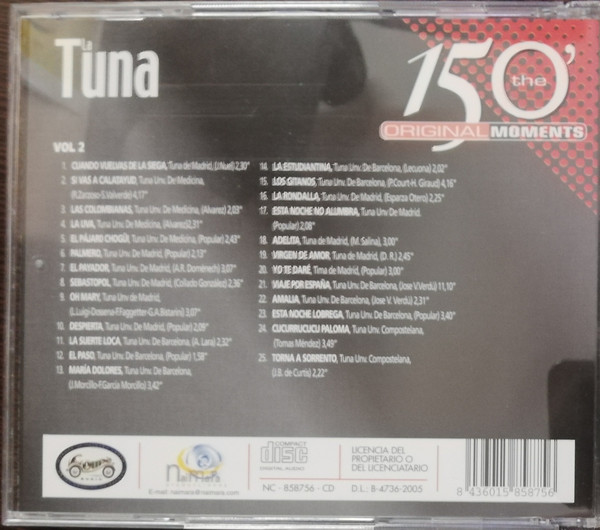 La
Tuna
150'
the
ORIGINAL MOMENTS
VOL 2
1. CUANDO VUELVAS DE LA SIEGA, Tuna de Madrid, (J.Nuel) 2,30"
2. SI VAS A CALATAYUD, Tuna Unv. De Medicina,
(R.Zarzoso-S.Valverde) 4,17"
3. LAS COLOMBIANAS, Tuna Unv. De Medicina, (Alvarez) 2,03"
4. LA UVA, Tuna Unv. De Medicina, (Alvarez)2,31"
5. EL PÁJARO CHOGÜI, Tuna Unv. De Medicina, (Popular) 2,43"
6. PALMERO, Tuna Unv. De Madrid, (Popular) 2,13"
7. EL PAYADOR, Tuna Unv. De Madrid, (A.R. Doménech) 3,07"
8. SEBASTOPOL, Tuna Unv. De Madrid, (Collado González) 2,36"
9. OH MARY, Tuna Unv de Madrid,
3,07"
10. DESPIERTA, Tuna Unv. De Madrid, (Popular) 2,09"
11. LA SUERTE LOCA, Tuna Unv. De Barcelona, (A. Lara) 2,32"
12. EL PASO, Tuna Unv. De Barcelona, (Popular) 1,58"
13. MARÍA DOLORES, Tuna Unv. De Barcelona,
(J.Morcillo-F.García Morcillo) 3,42"
14. LA ESTUDIANTINA, Tuna Unv. De Barcelona, (Lecuona) 2,02"
15. LOS GITANOS, Tuna Unv. De Barcelona, (P.Court-H. Giraud) 4,16"
16. LA RONDALLA, Tuna Unv. De Madrid, (Esparza Otero) 2,25"
17. ESTA NOCHE NO ALUMBRA, Tuna Unv De Madrid,
(Popular) 2,08"
18. ADELITA, Tuna de Madrid, (M. Salina), 3,00"
19. VIRGEN DE AMOR, Tuna de Madrid, (D. R.) 2,45"
20. YO TE DARÉ, Tima de Madrid, (Popular) 3,00"
21. VIAJE POR ESPAÑA, Tuna Unv. De Barcelona, (Jose V.Verdú) 11,10"
22. AMALIA, Tuna Unv. De Barcelona, (Jose V. Verdú) 2,31"
23. ESTA NOCHE LOBREGA, Tuna Unv. De Barcelona, (Popular) 3,40"
24. CUCURRUCUCU PALOMA, Tuna Unv. Compostelana,
(Tomas Méndez) 3,49"
25. TORNA A SORRENTO, Tuna Unv. Compostelana,
(J.B. de Curtis) 2,22"
Naimara
COMPACT
disc
DIGITAL AUDIO
LICENCIA DEL
PROPIETARIO O
DEL LICENCIATARIO
NC - 858756 - CD
D.L.: B-4736-2005
8 436015 858756